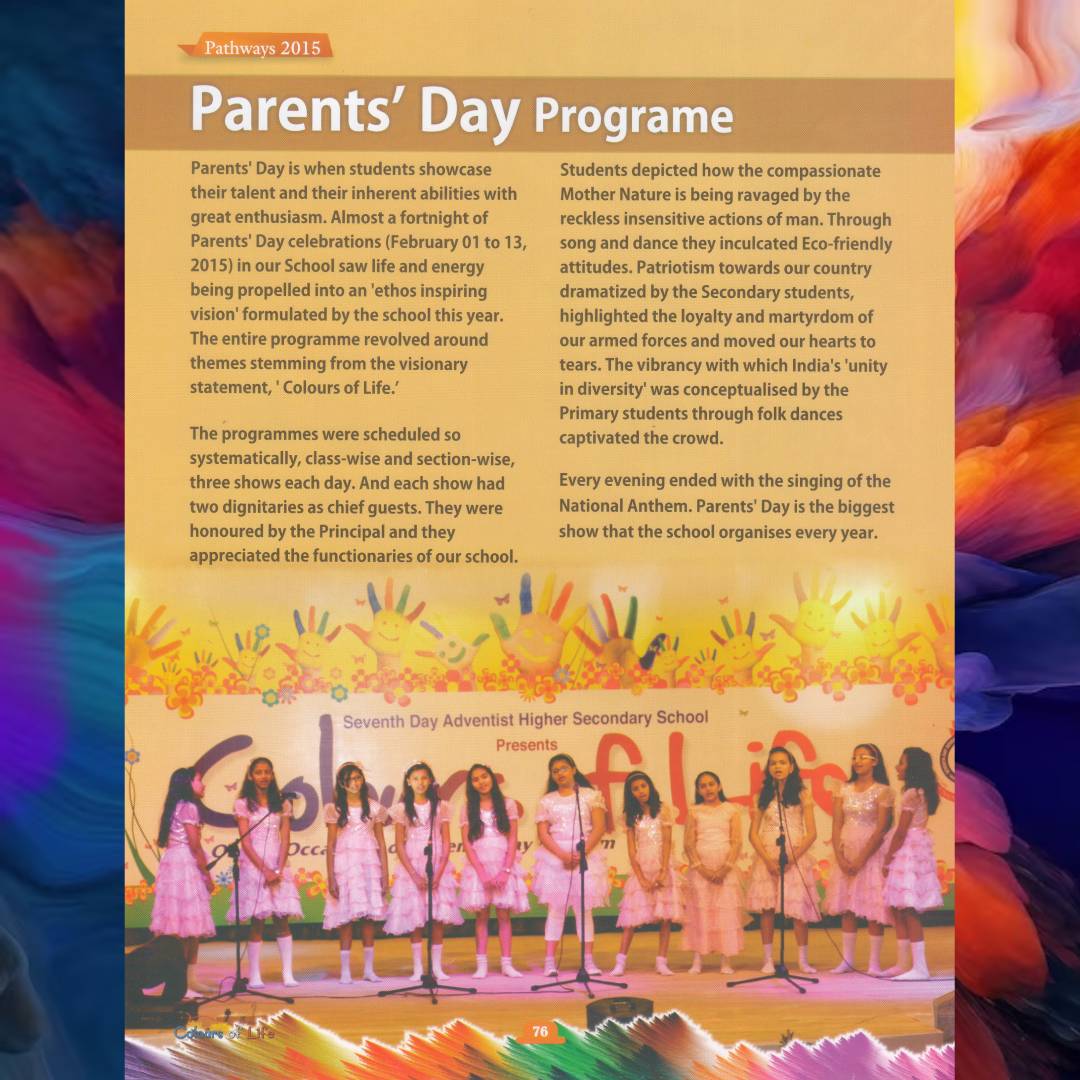 Pathways 2015
Parents’ Day Programe
Parents' Day is when students showcase
their talent and their inherent abilities with
great enthusiasm. Almost a fortnight of
Parents' Day celebrations (February 01 to 13,
2015) in our School saw life and energy
being propelled into an 'ethos inspiring
vision' formulated by the school this year.
The entire programme revolved around
themes stemming from the visionary
statement, ' Colours of Life.’
The programmes were scheduled so
systematically, class-wise and section-wise,
three shows each day. And each show had
two dignitaries as chief guests. They were
honoured by the Principal and they
appreciated the functionaries of our school.
Students depicted how the compassionate
Mother Nature is being ravaged by the
reckless insensitive actions of man. Through
song and dance they inculcated Eco-friendly
attitudes. Patriotism towards our country
dramatized by the Secondary students,
highlighted the loyalty and martyrdom of
our armed forces and moved our hearts to
tears. The vibrancy with which India's 'unity
in diversity' was conceptualised by the
Primary students through folk dances
captivated the crowd.
Every evening ended with the singing of the
National Anthem. Parents' Day is the biggest
show that the school organises every year.
Seventh Day Adventist Higher Secondary School
Presents
Colours of Life
Colours of Life
76